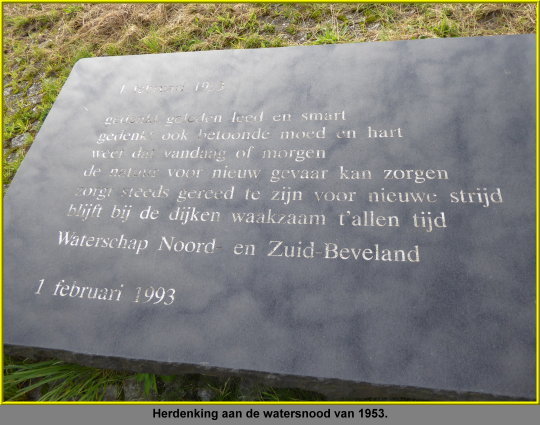 1 februari 1953
gedenkt geleden leed en smart
gedenkt ook betoonde moed en hart
weet dat vandaag of morgen
de natuur voor nieuw gevaar kan zorgen
zorgt steeds gereed te zijn voor nieuwe strijd
blijft bij de dijken waakzaam t'allen tijd
Waterschap Noord- en Zuid-Beveland
1 februari 1993
Herdenking aan de watersnood van 1953.